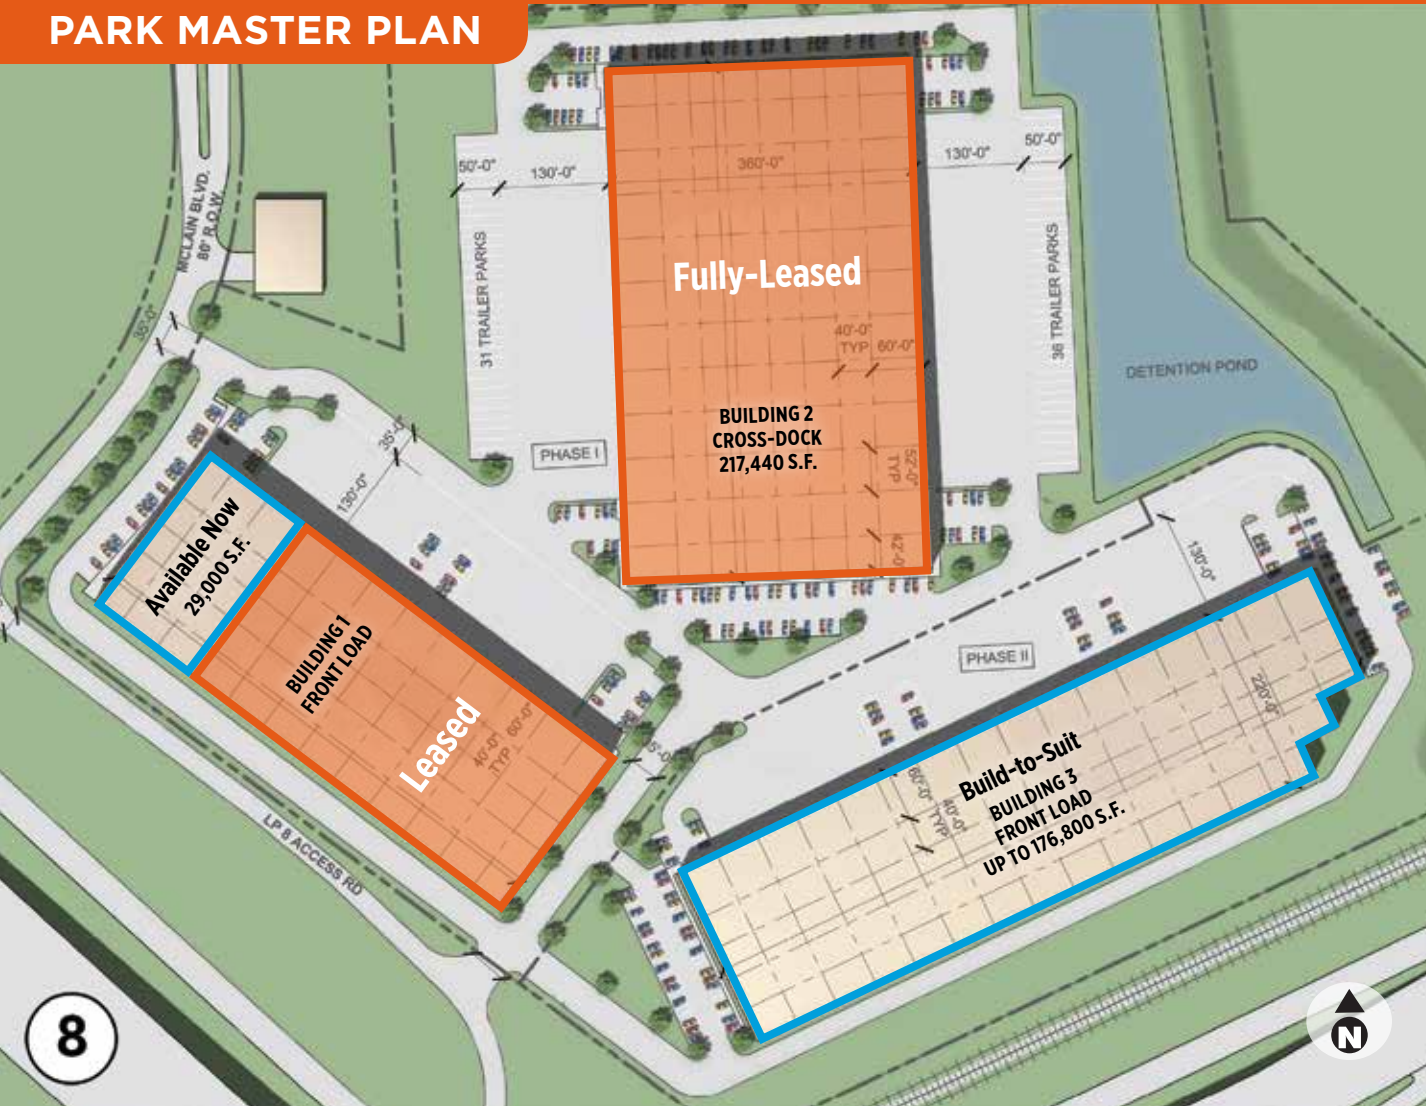 PARK MASTER PLAN
50'-0"
130'-0"
360'-0"
130'-0"
50'-0"
MCLAIN BLVD.
80' R.O.W.
31 TRAILER PARKS
Fully-Leased
36 TRAILER PARKS
35'-0"
40'-0"
TYP
60'-0"
DETENTION POND
BUILDING 2
CROSS-DOCK
217,440 S.F.
35'-0"
PHASE I
52'-0"
TYP
130'-0"
42'-0"
Available Now
29,000 S.F.
130'-0"
BUILDING 1
FRONT LOAD
PHASE II
220'-0"
Leased
40'-0"
TYP
60'-0"
Build-to-Suit
BUILDING 3
FRONT LOAD
UP TO 176,800 S.F.
60'-0"
40'-0"
TYP
LP 8 ACCESS RD
8
N